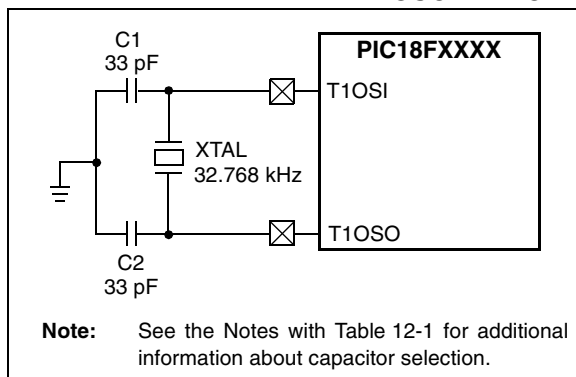 C1
33 pF
PIC18FXXXX
T1OSI
XTAL
32.768 kHz
T1OSO
C2
33 pF
Note: See the Notes with Table 12-1 for additional
information about capacitor selection.